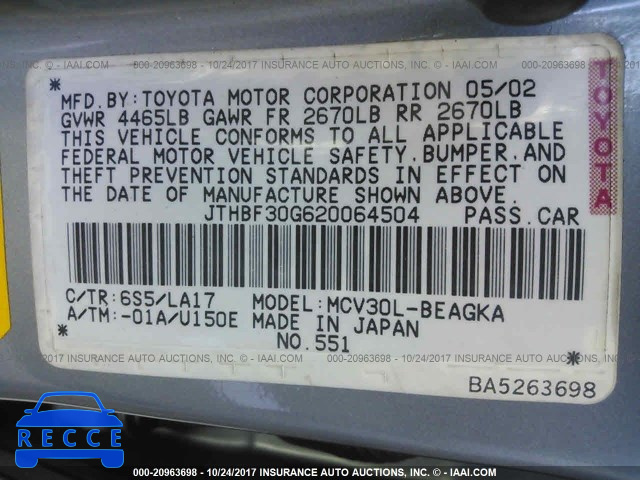 000-20963698 - 10/24/2017 INSURANCE AUTO AUCTIONS CORP. © - IAAI.COM
MFD.BY:TOYOTA MOTOR CORPORATION 05/02
GVWR 4465LB GAWR FR 2670LB RR 2670LB
THIS VEHICLE CONFORMS TO ALL APPLICABLE
FEDERAL MOTOR VEHICLE SAFETY.BUMPER.AND
THEFT PREVENTION STANDARDS IN EFFECT ON
THE DATE OF MANUFACTURE SHOWN ABOVE.
JTHBF30G620064504 PASS.CAR
C/TR:6S5/LA17 MODEL:MCV30L-BEAGKA
A/TM:-01A/U150E MADE IN JAPAN
NO.551
BA5263698
TOYOTA
RECCE
000-20963698 - 10/24/2017 INSURANCE AUTO AUCTIONS CORP. © - IAAI.COM